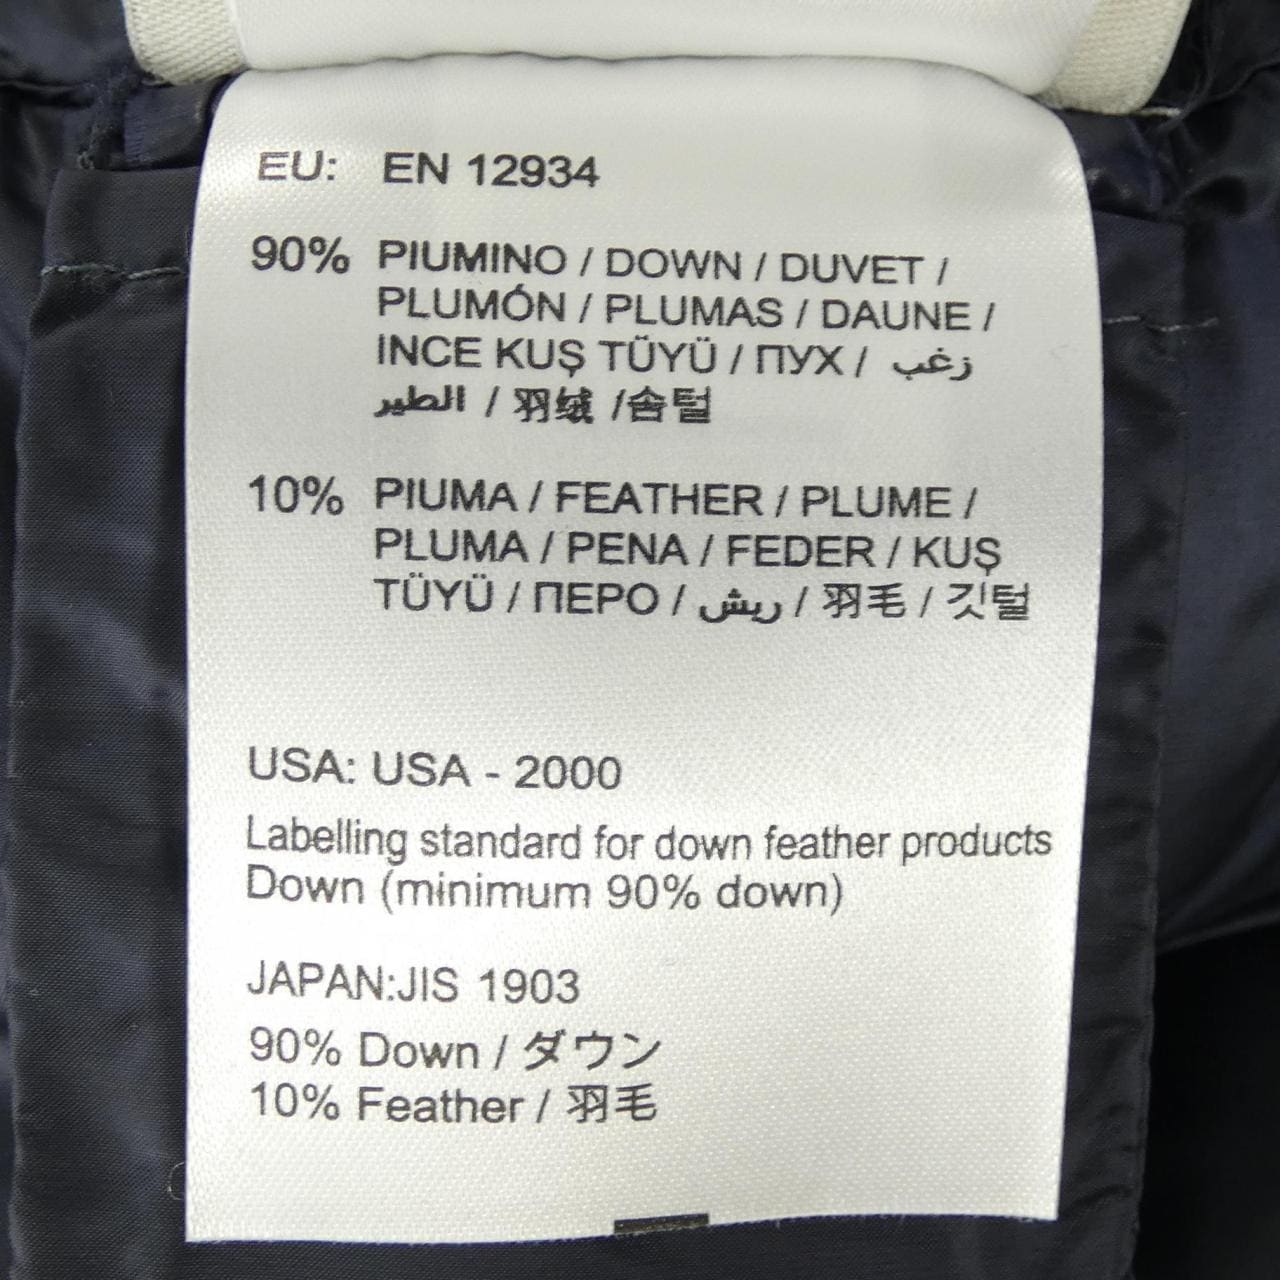 EU: EN 12934
90% PIUMINO / DOWN / DUVET /
PLUMÓN / PLUMAS / DAUNE /
INCE KUŞ TÜYÜ / ПУХ / زغب
الطير / 羽绒 /솜털
10% PIUMA / FEATHER / PLUME /
PLUMA / PENA / FEDER / KUŞ
TÜYÜ / ПЕРО / ريش / 羽毛 / 깃털
USA: USA - 2000
Labelling standard for down feather products
Down (minimum 90% down)
JAPAN:JIS 1903
90% Down / ダウン
10% Feather / 羽毛